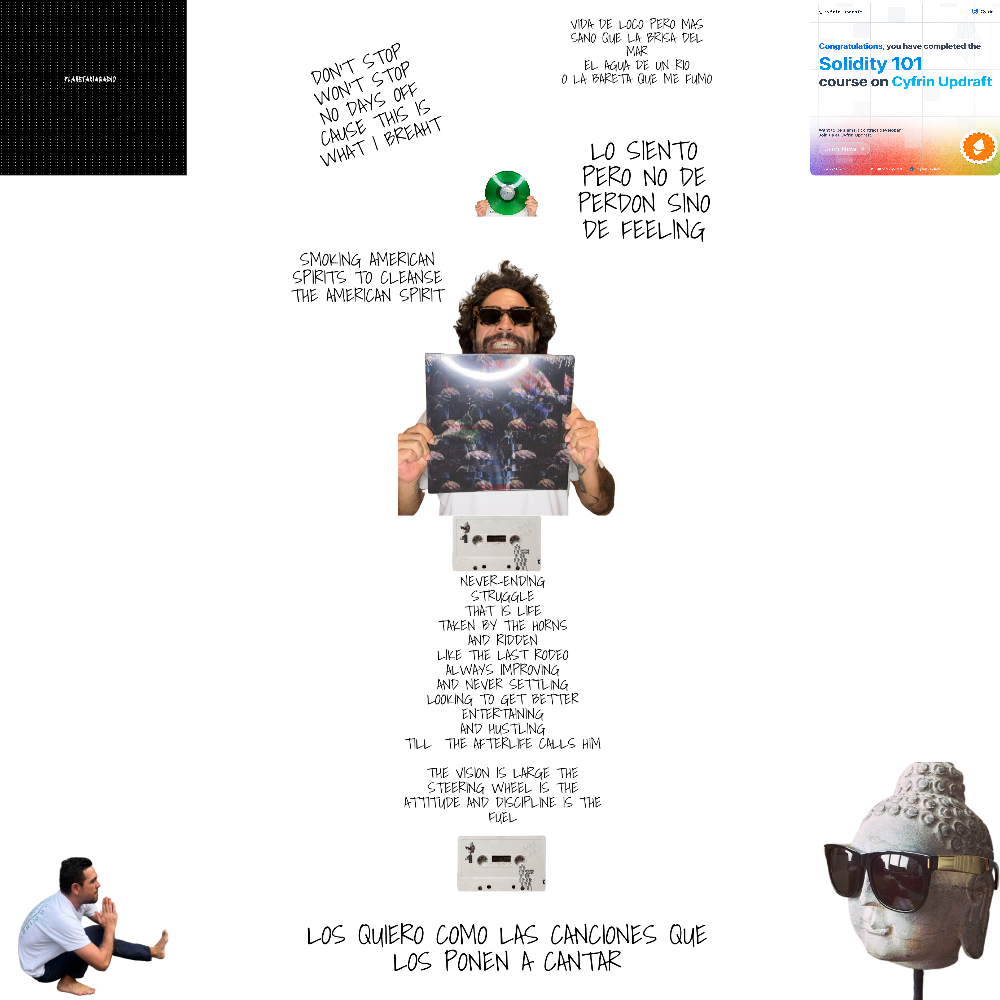 PLANETARIARADIO
DON'T STOP
WON'T STOP
NO DAYS OFF
CAUSE THIS IS
WHAT I BREAHT
VIDA DE LOCO PERO MAS
SANO QUE LA BRISA DEL
MAR
EL AGUA DE UN RIO
O LA BARETA QUE ME FUMO
Cyfrin Updraft
Cyfrin
Congratulations, you have completed the
Solidity 101
course on Cyfrin Updraft
LO SIENTO
PERO NO DE
PERDON SINO
DE FEELING
SMOKING AMERICAN
SPIRITS TO CLEANSE
THE AMERICAN SPIRIT
NEVER-ENDING
STRUGGLE
THAT IS LIFE
TAKEN BY THE HORNS
AND RIDDEN
LIKE THE LAST RODEO
ALWAYS IMPROVING
AND NEVER SETTLING
LOOKING TO GET BETTER
ENTERTAINING
AND HUSTLING
TILL THE AFTERLIFE CALLS HIM
THE VISION IS LARGE THE
STEERING WHEEL IS THE
ATTITUDE AND DISCIPLINE IS THE
FUEL
LOS QUIERO COMO LAS CANCIONES QUE
LOS PONEN A CANTAR